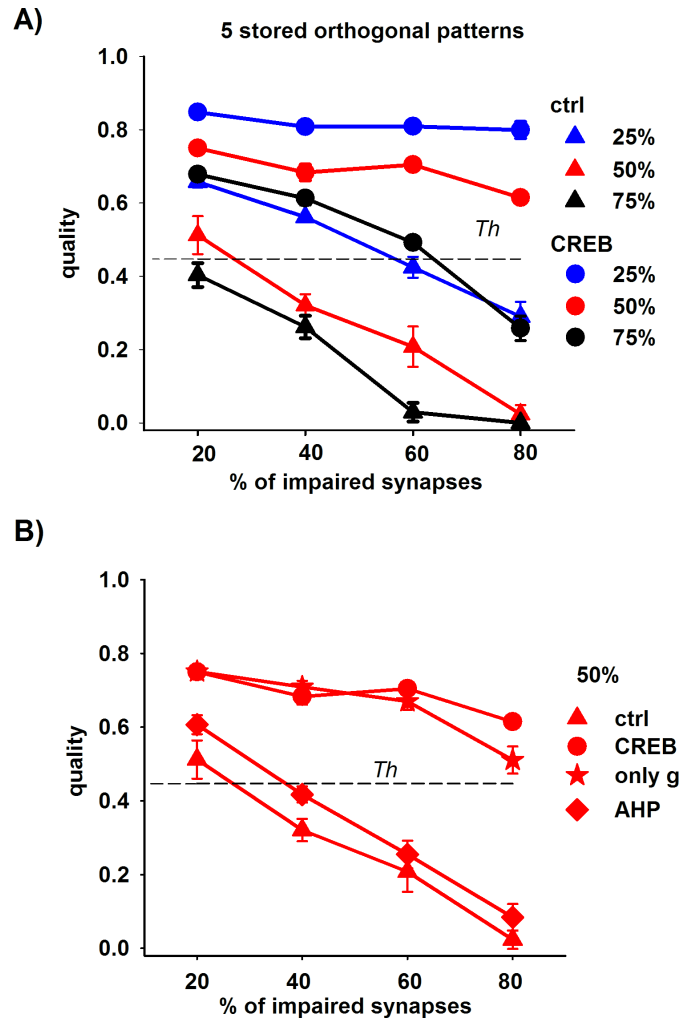 A)
5 stored orthogonal patterns
1.0
0.8
0.6
0.4
0.2
0.0
quality
Th
20 40 60 80
% of impaired synapses
ctrl
25%
50%
75%
CREB
25%
50%
75%
B)
1.0
0.8
0.6
0.4
0.2
0.0
quality
Th
20 40 60 80
% of impaired synapses
50%
ctrl
CREB
only g
AHP